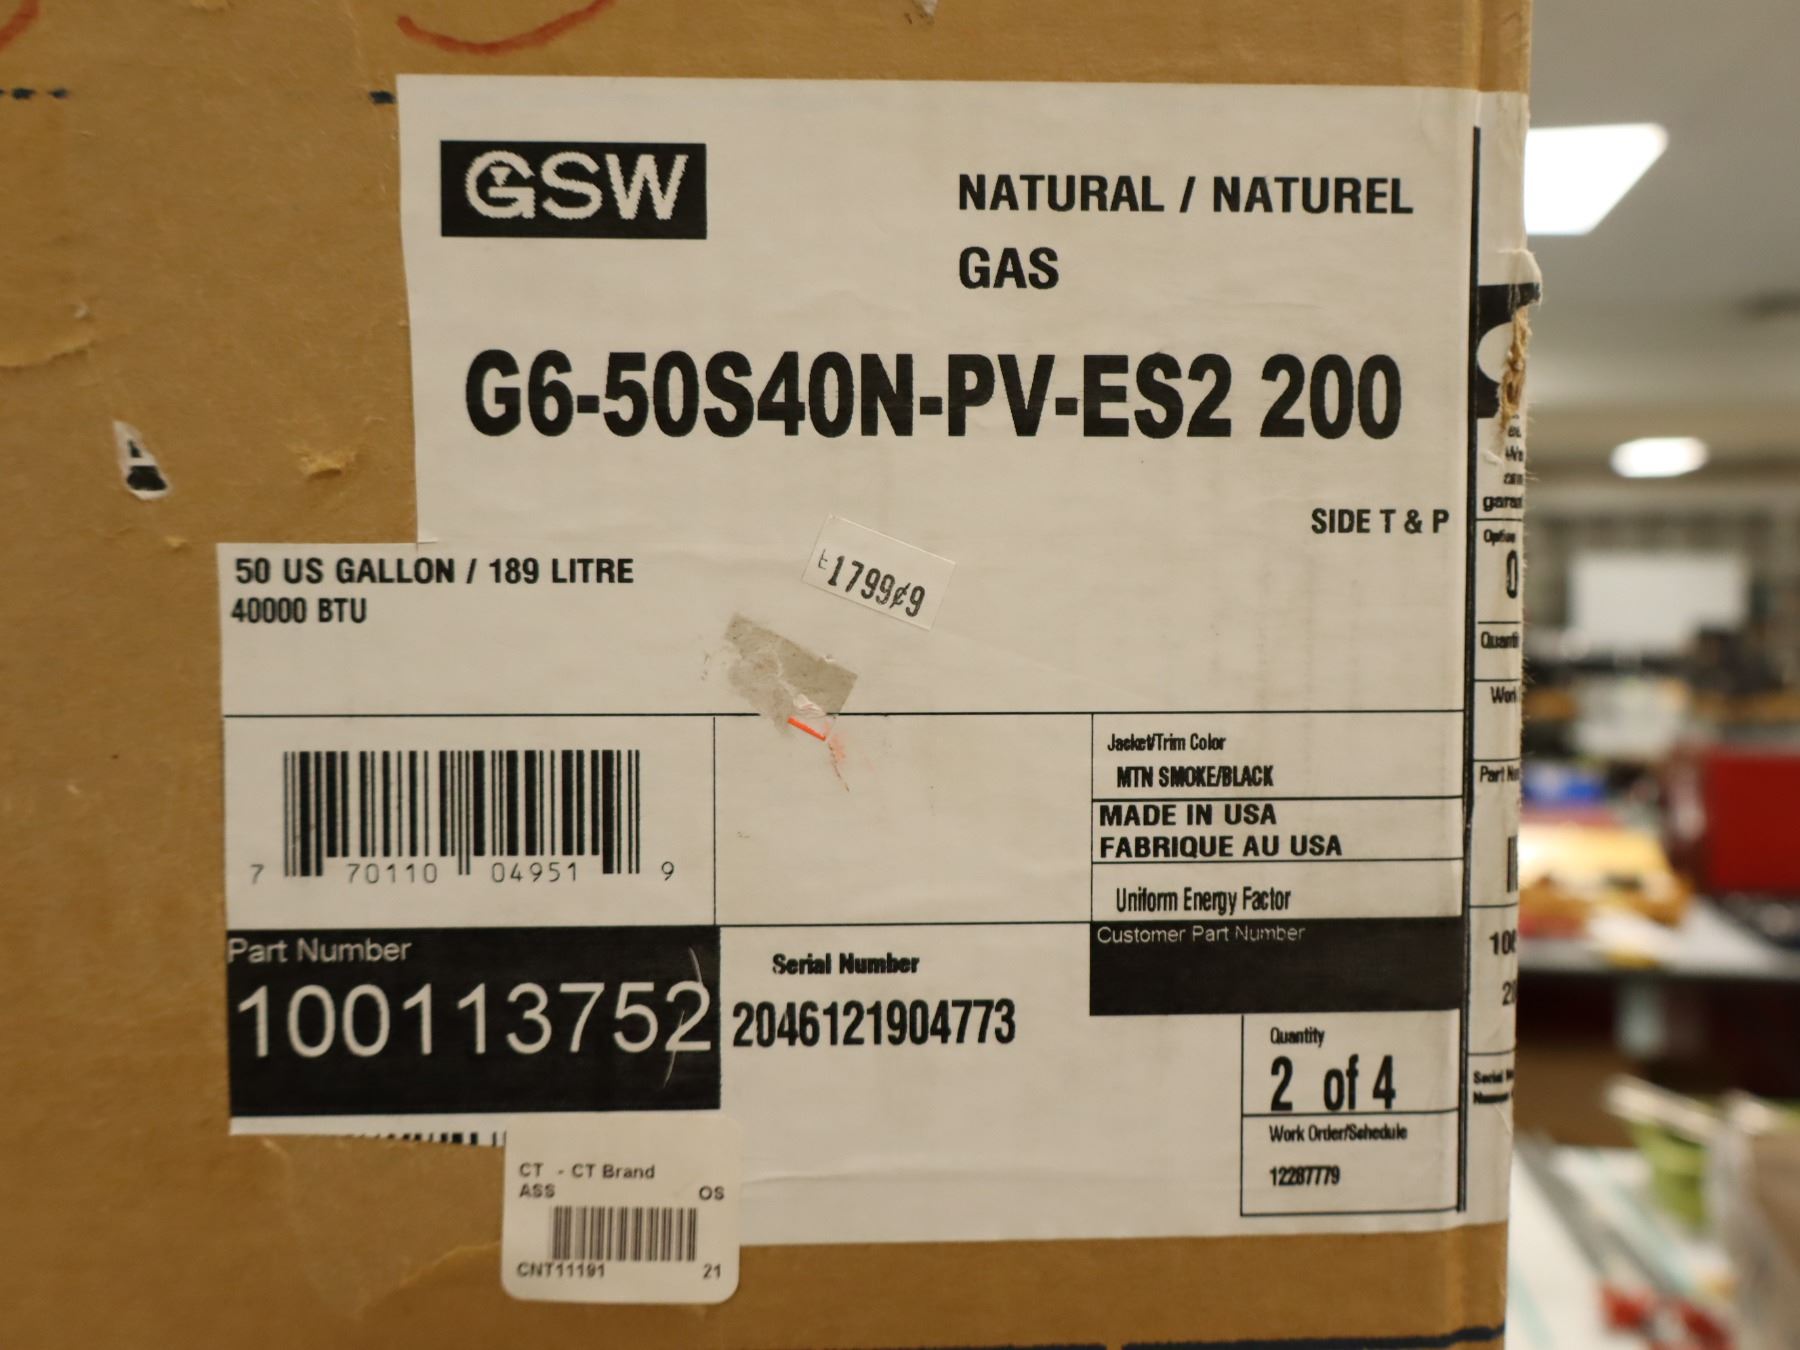 GSW
NATURAL / NATUREL
GAS
G6-50S40N-PV-ES2 200
SIDE T & P
50 US GALLON / 189 LITRE
40000 BTU
1799¢9
7 70110 04951 9
Jacket/Trim Color
MTN SMOKE/BLACK
MADE IN USA
FABRIQUE AU USA
Uniform Energy Factor
Customer Part Number
Part Number
100113752
Serial Number
2046121904773
Quantity
2 of 4
Work Order/Schedule
12287779
CT - CT Brand
ASS OS
CNT11191 21
A